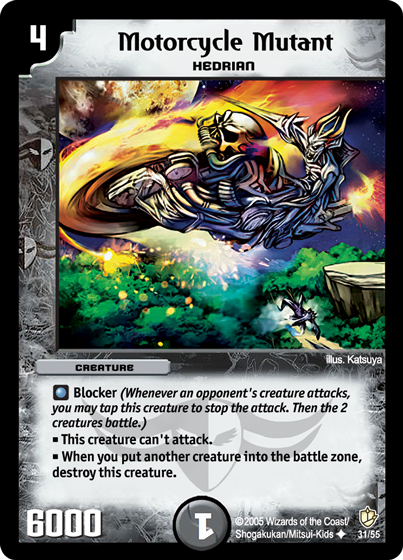 4
Motorcycle Mutant
HEDRIAN
illus. Katsuya
CREATURE
Blocker (Whenever an opponent's creature attacks,
you may tap this creature to stop the attack. Then the 2
creatures battle.)
■ This creature can't attack.
■ When you put another creature into the battle zone,
destroy this creature.
6000
1
©2005 Wizards of the Coast/
Shogakukan/Mitsui-Kids ✦ 31/55